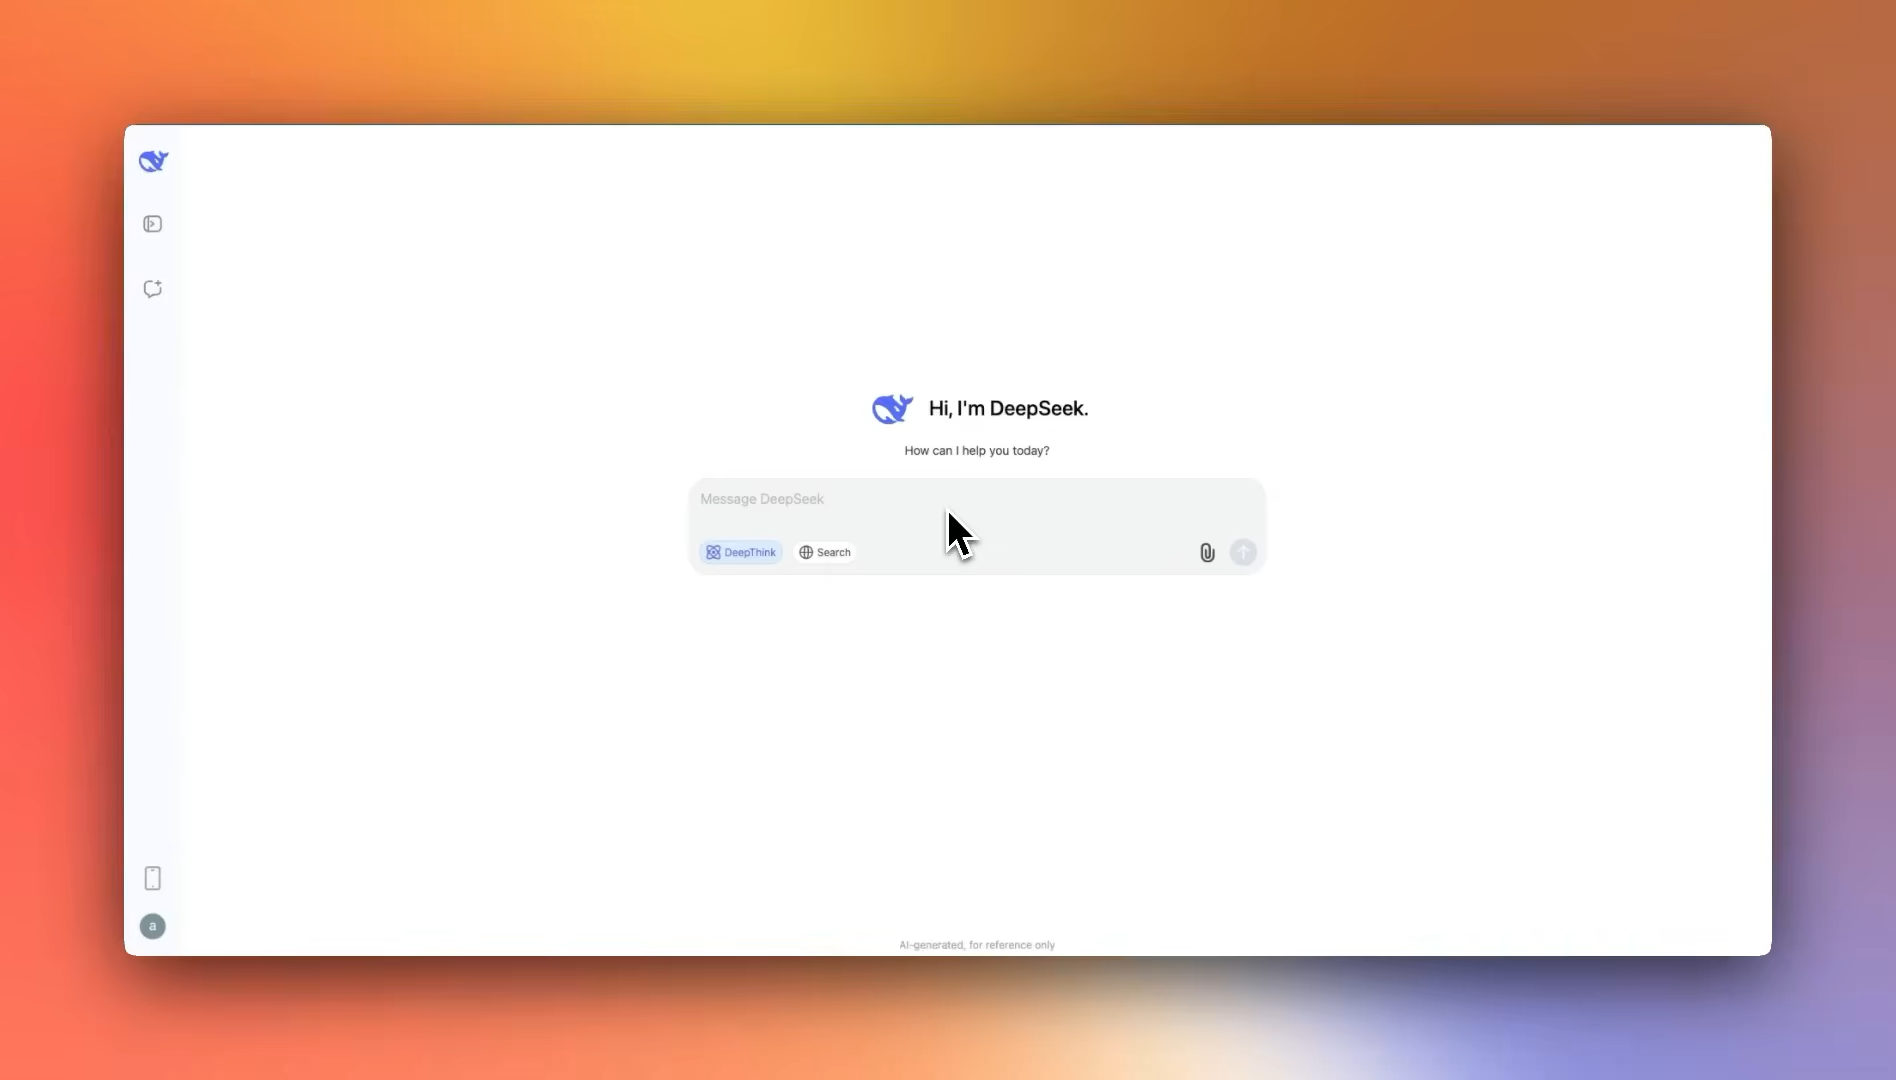 Hi, I'm DeepSeek.
How can I help you today?
Message DeepSeek
DeepThink
Search
a
AI-generated, for reference only